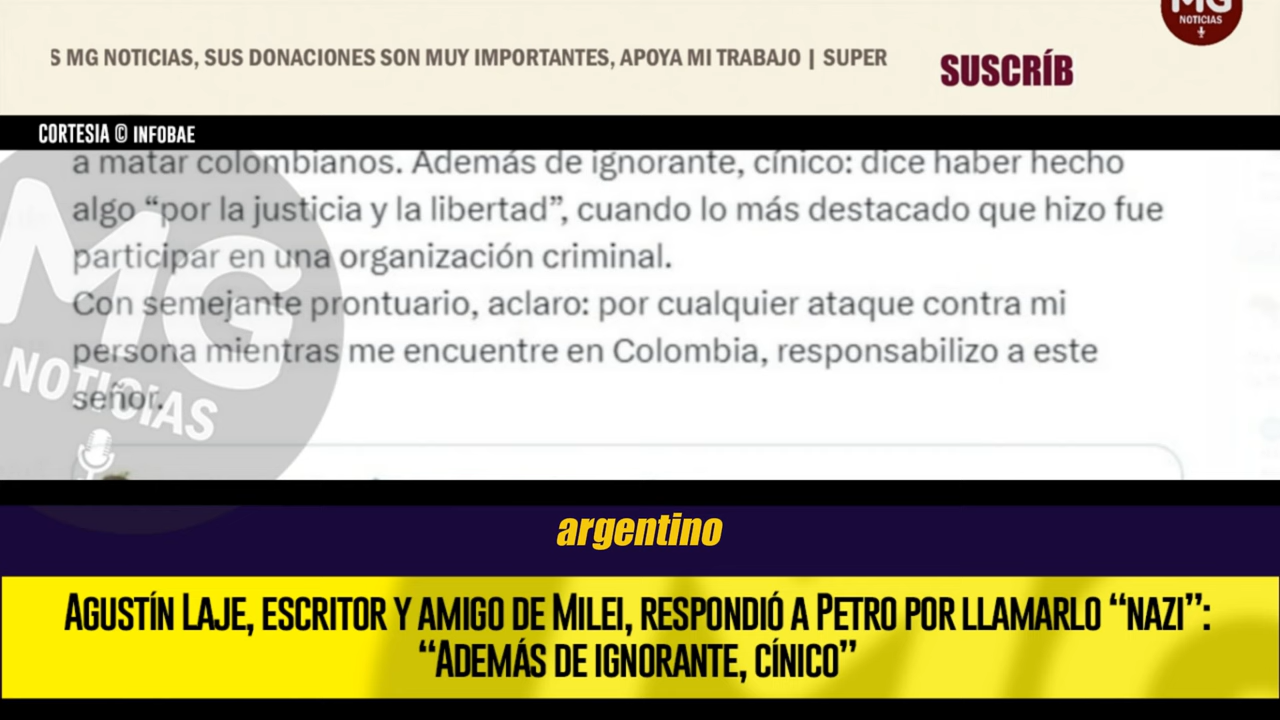 MG
NOTICIAS
S MG NOTICIAS, SUS DONACIONES SON MUY IMPORTANTES, APOYA MI TRABAJO | SUPER
SUSCRÍB
CORTESIA © INFOBAE
a matar colombianos. Además de ignorante, cínico: dice haber hecho
algo “por la justicia y la libertad”, cuando lo más destacado que hizo fue
participar en una organización criminal.
Con semejante prontuario, aclaro: por cualquier ataque contra mi
persona mientras me encuentre en Colombia, responsabilizo a este
señor.
MG
NOTICIAS
argentino
AGUSTÍN LAJE, ESCRITOR Y AMIGO DE MILEI, RESPONDIÓ A PETRO POR LLAMARLO “NAZI”:
“ADEMÁS DE IGNORANTE, CÍNICO”